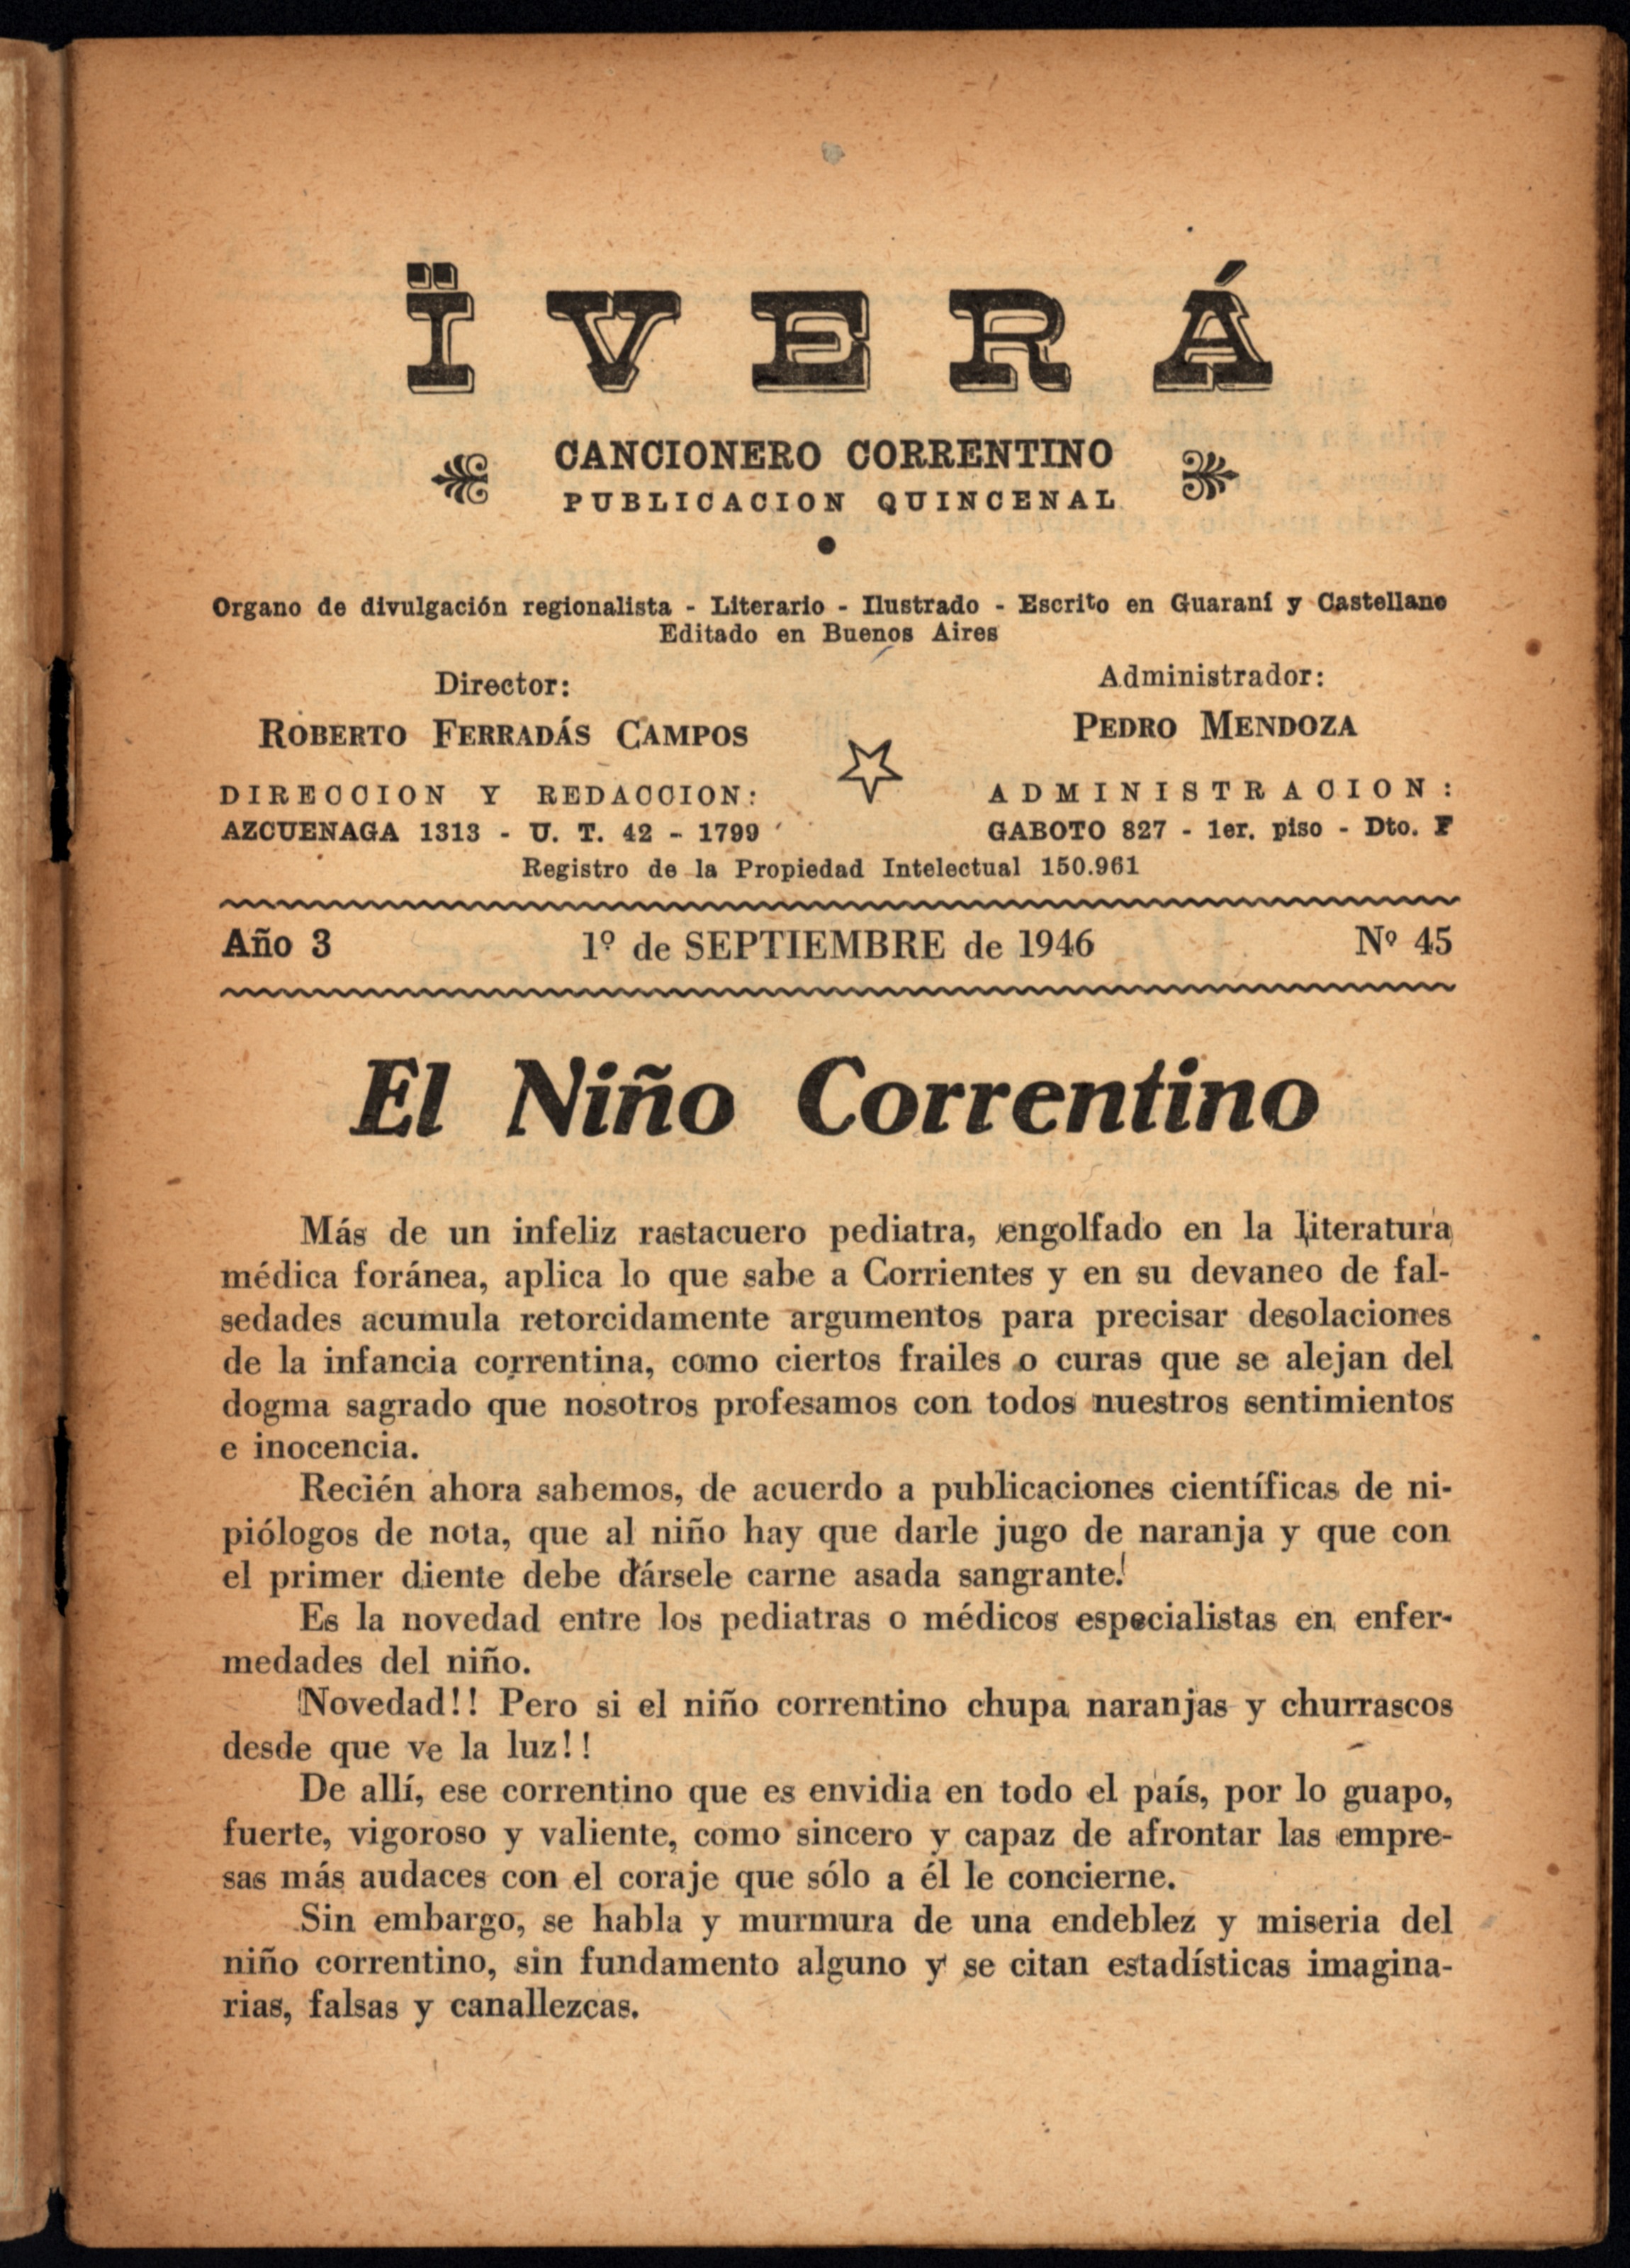 ÏVERÁ
CANCIONERO CORRENTINO
PUBLICACION QUINCENAL
Organo de divulgación regionalista - Literario - Ilustrado - Escrito en Guaraní y Castellano
Editado en Buenos Aires
Director:
ROBERTO FERRADÁS CAMPOS
DIRECCION Y REDACCION:
AZCUENAGA 1313 - U. T. 42 - 1799
Administrador:
PEDRO MENDOZA
ADMINISTRACION:
GABOTO 827 - 1er. piso - Dto. F
Registro de la Propiedad Intelectual 150.961
Año 3 1º de SEPTIEMBRE de 1946 Nº 45
El Niño Correntino
Más de un infeliz rastacuero pediatra, engolfado en la literatura
médica foránea, aplica lo que sabe a Corrientes y en su devaneo de fal-
sedades acumula retorcidamente argumentos para precisar desolaciones
de la infancia correntina, como ciertos frailes o curas que se alejan del
dogma sagrado que nosotros profesamos con todos nuestros sentimientos
e inocencia.
Recién ahora sabemos, de acuerdo a publicaciones científicas de ni-
piólogos de nota, que al niño hay que darle jugo de naranja y que con
el primer diente debe dársele carne asada sangrante!
Es la novedad entre los pediatras o médicos especialistas en enfer-
medades del niño.
¡Novedad!! Pero si el niño correntino chupa naranjas y churrascos
desde que ve la luz!!
De allí, ese correntino que es envidia en todo el país, por lo guapo,
fuerte, vigoroso y valiente, como sincero y capaz de afrontar las empre-
sas más audaces con el coraje que sólo a él le concierne.
Sin embargo, se habla y murmura de una endeblez y miseria del
niño correntino, sin fundamento alguno y se citan estadísticas imagina-
rias, falsas y canallezcas.